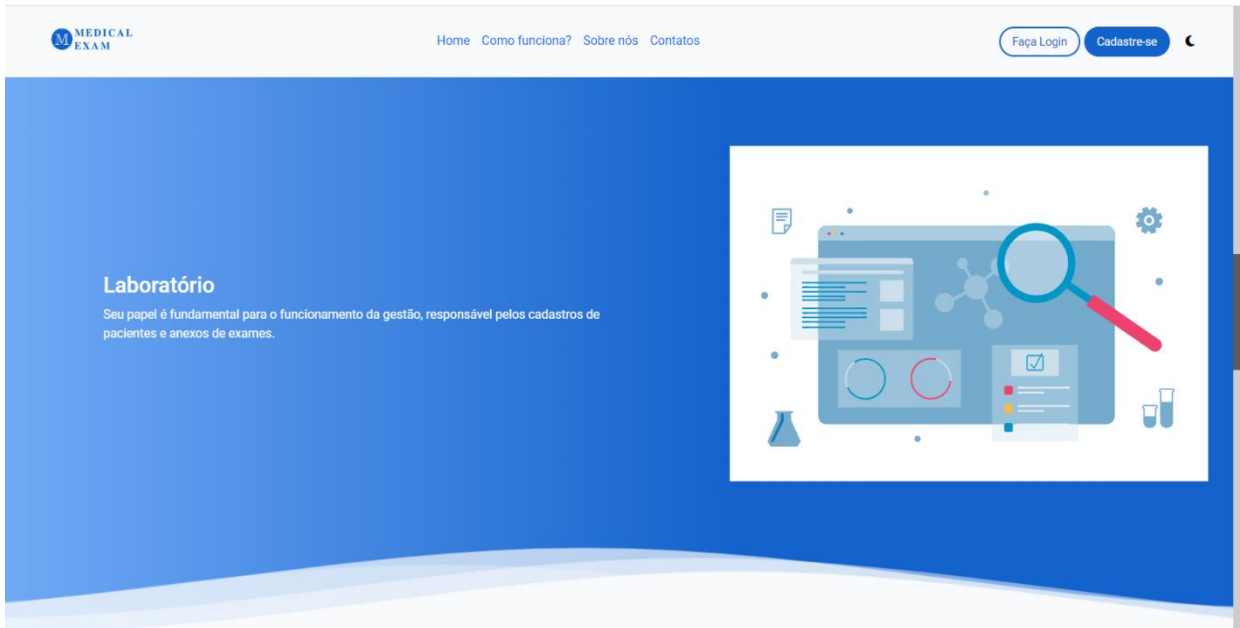 M MEDICAL
EXAM
Home Como funciona? Sobre nós Contatos
Faça Login Cadastre-se
Laboratório
Seu papel é fundamental para o funcionamento da gestão, responsável pelos cadastros de
pacientes e anexos de exames.